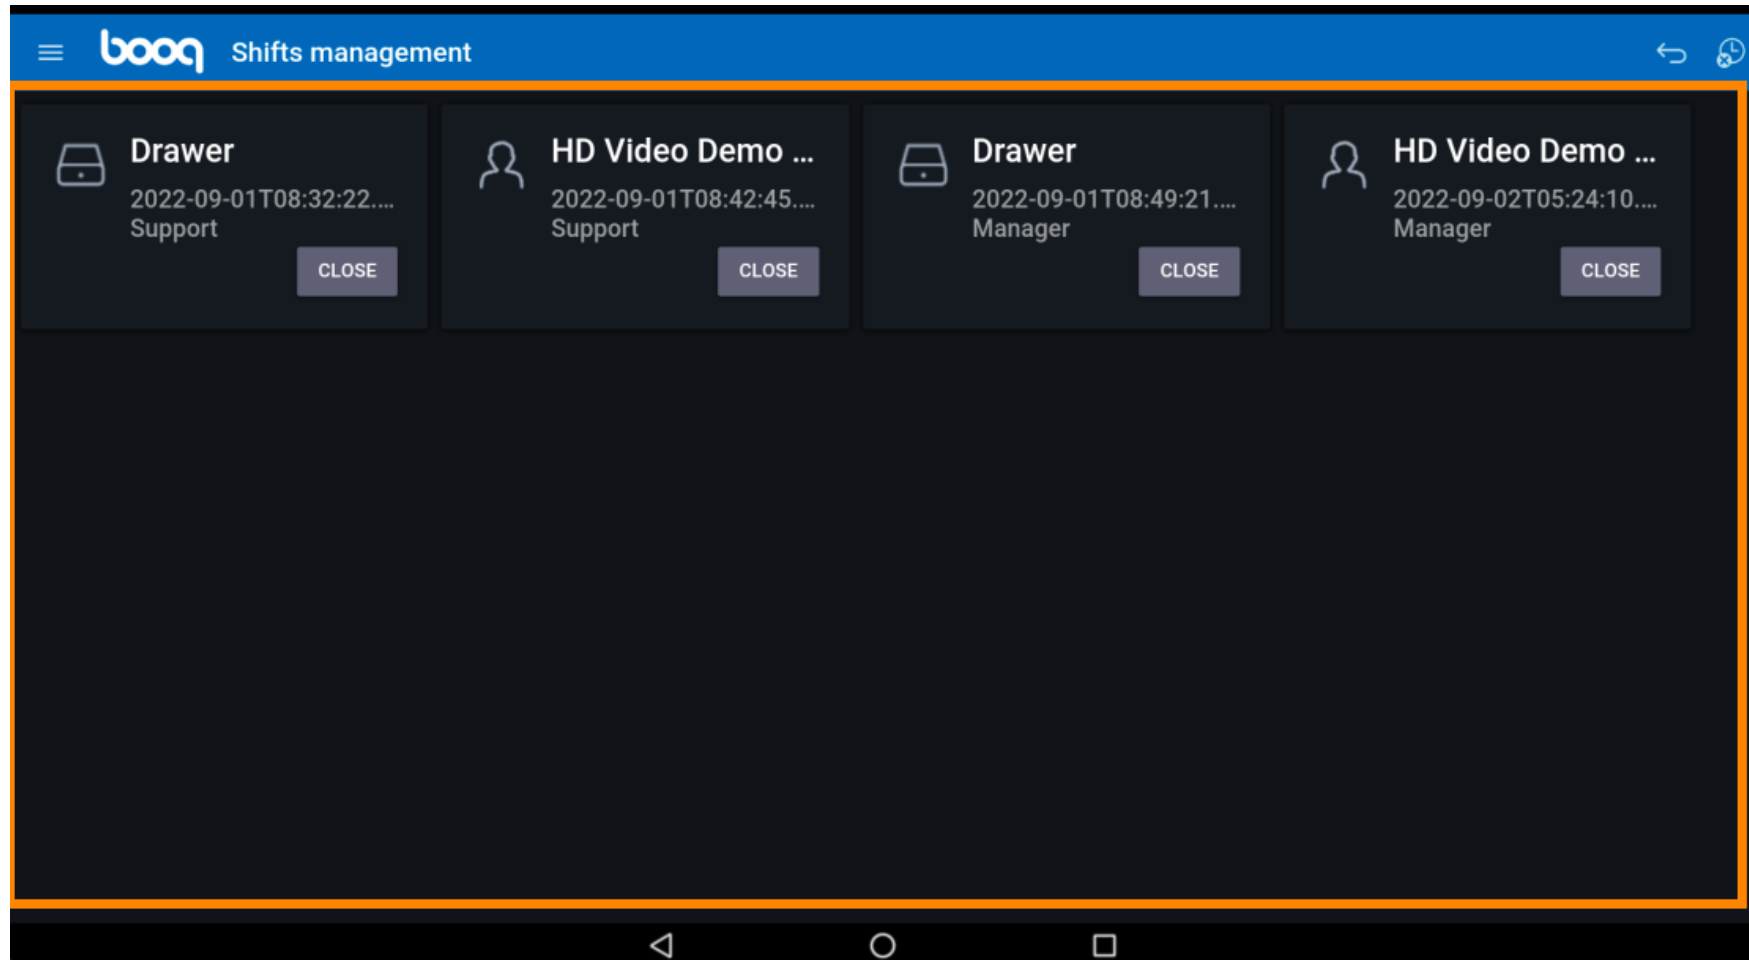 booq Shifts management
Drawer
2022-09-01T08:32:22....
Support
CLOSE
HD Video Demo ...
2022-09-01T08:42:45....
Support
CLOSE
Drawer
2022-09-01T08:49:21....
Manager
CLOSE
HD Video Demo ...
2022-09-02T05:24:10....
Manager
CLOSE